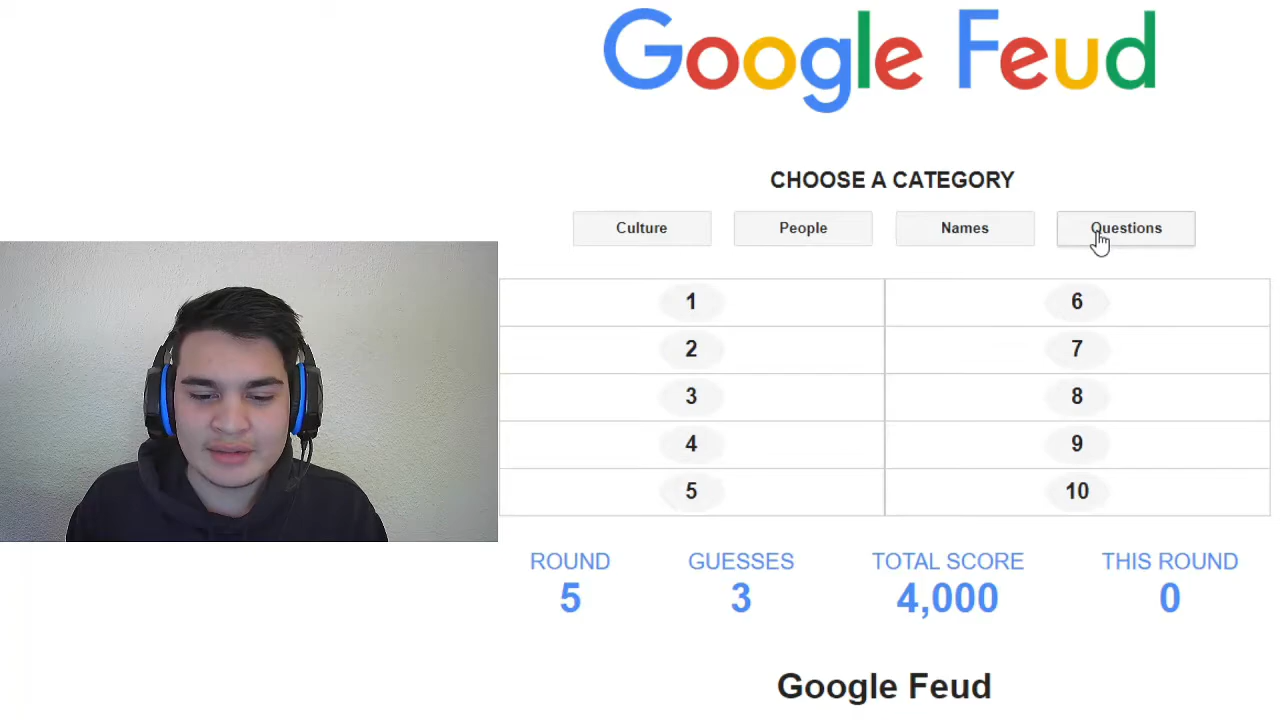 Google Feud
CHOOSE A CATEGORY
Culture People Names Questions
1 6
2 7
3 8
4 9
5 10
ROUND GUESSES TOTAL SCORE THIS ROUND
5 3 4,000 0
Google Feud